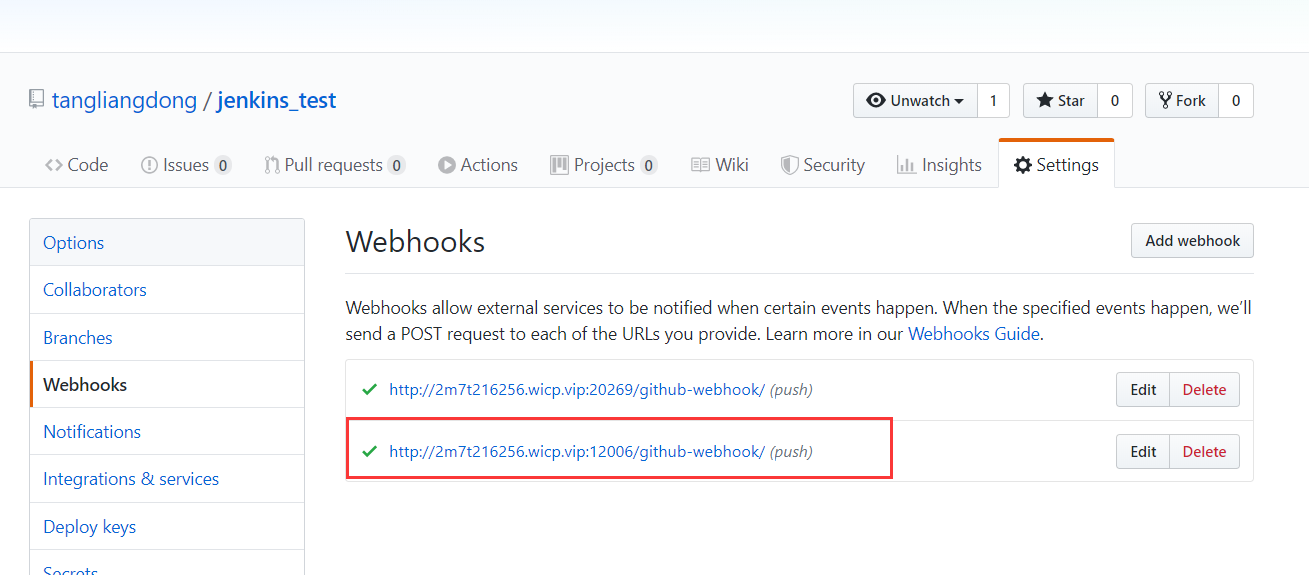 tangliangdong / jenkins_test
Unwatch 1 Star 0 Fork 0
Code Issues 0 Pull requests 0 Actions Projects 0 Wiki Security Insights Settings
Options
Collaborators
Branches
Webhooks
Notifications
Integrations & services
Deploy keys
Secrets
Webhooks
Add webhook
Webhooks allow external services to be notified when certain events happen. When the specified events happen, we’ll
send a POST request to each of the URLs you provide. Learn more in our Webhooks Guide.
http://2m7t216256.wicp.vip:20269/github-webhook/ (push) Edit Delete
http://2m7t216256.wicp.vip:12006/github-webhook/ (push) Edit Delete